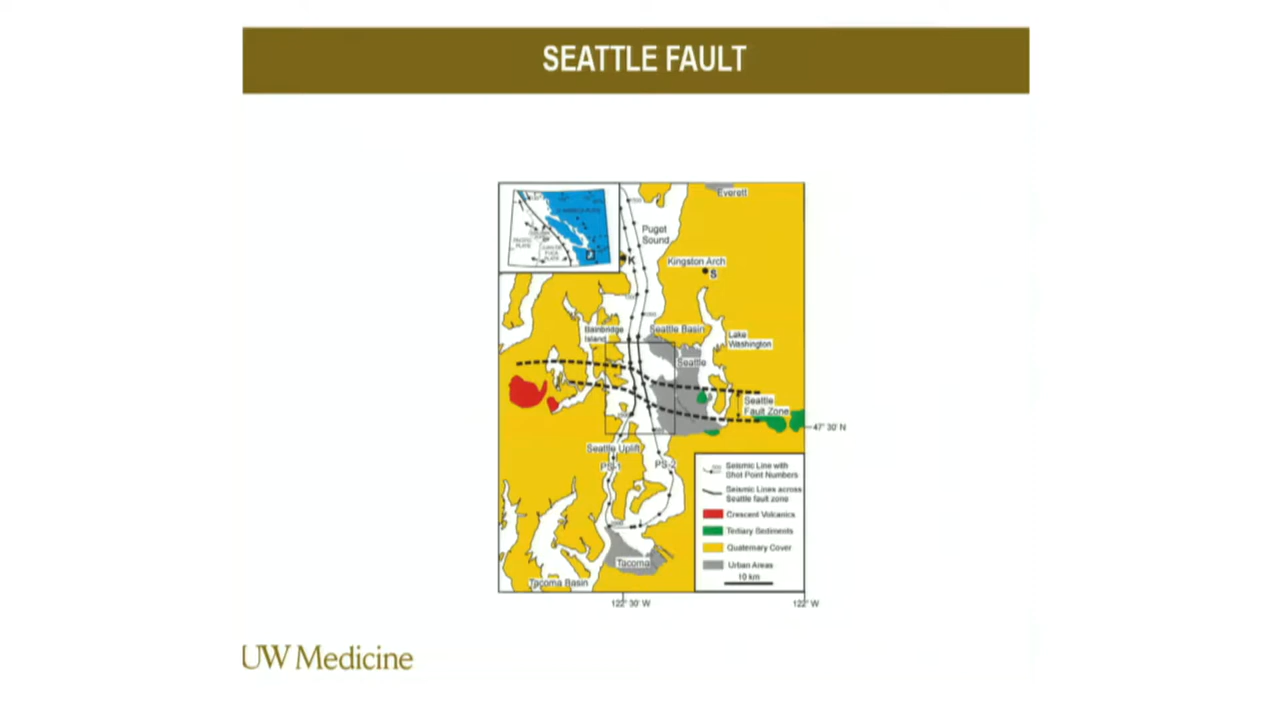 SEATTLE FAULT
Everett
Puget
Sound
Kingston Arch
K
S
Bainbridge
Island
Seattle Basin
Lake
Washington
Seattle
Seattle
Fault Zone
47° 30' N
Seattle Uplift
PS-1
PS-2
Seismic Line with
Shot Point Numbers
Seismic Lines across
Seattle fault zone
Crescent Volcanics
Tertiary Sediments
Quaternary Cover
Urban Areas
10 km
Tacoma
Tacoma Basin
122° 30' W
122° W
UW Medicine